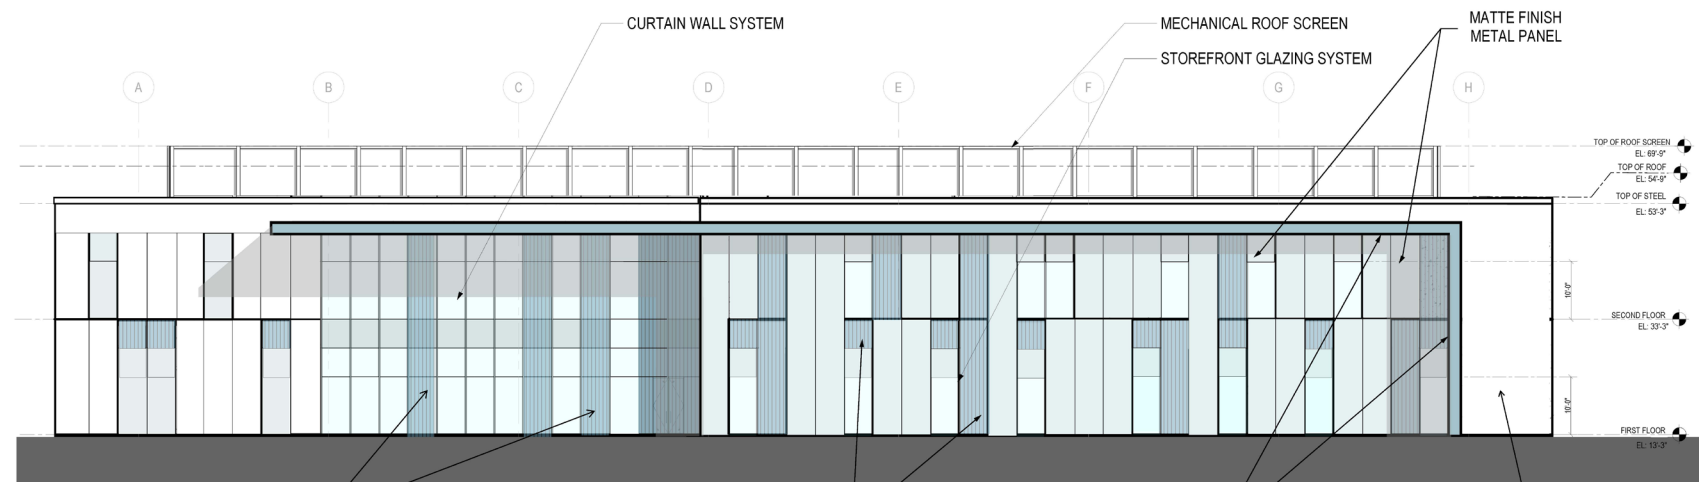 CURTAIN WALL SYSTEM
MECHANICAL ROOF SCREEN
STOREFRONT GLAZING SYSTEM
MATTE FINISH
METAL PANEL
A
B
C
D
E
F
G
H
TOP OF ROOF SCREEN
EL: 69'-9"
TOP OF ROOF
EL: 54'-9"
TOP OF STEEL
EL: 53'-3"
10'-0"
SECOND FLOOR
EL: 33'-3"
10'-0"
FIRST FLOOR
EL: 13'-3"